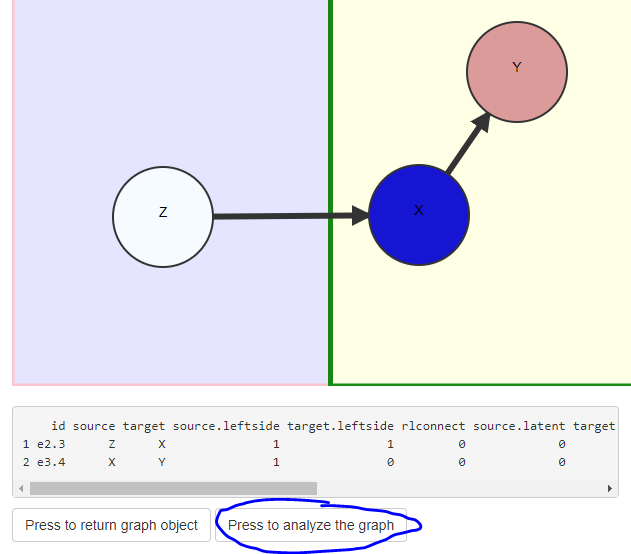 Y
Z
X
id source target source.leftside target.leftside rlconnect source.latent target
1 e2.3 Z X 1 1 0 0
2 e3.4 X Y 1 0 0 0
Press to return graph object Press to analyze the graph